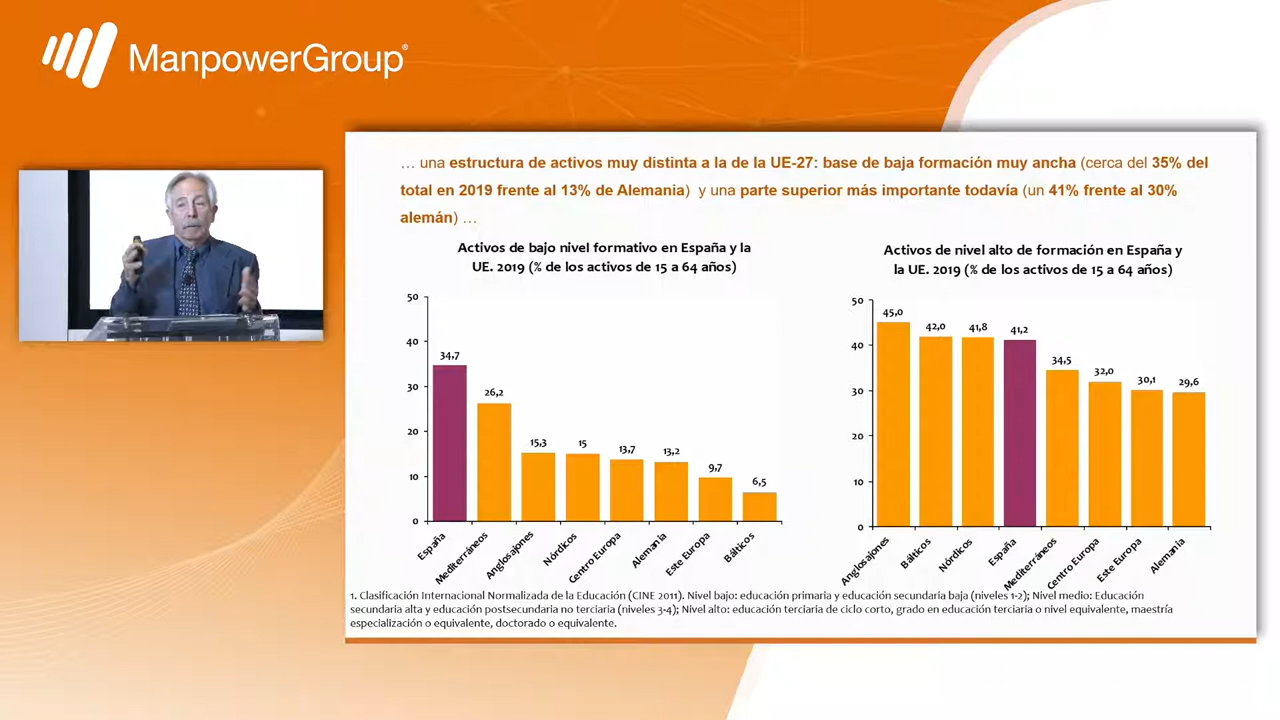 ManpowerGroup®
… una estructura de activos muy distinta a la de la UE-27: base de baja formación muy ancha (cerca del 35% del
total en 2019 frente al 13% de Alemania) y una parte superior más importante todavía (un 41% frente al 30%
alemán) …
Activos de bajo nivel formativo en España y la
UE. 2019 (% de los activos de 15 a 64 años)
50
40
30
20
10
0
34,7
26,2
15,3
15
13,7
13,2
9,7
6,5
España
Mediterráneos
Anglosajones
Nórdicos
Centro Europa
Alemania
Este Europa
Bálticos
Activos de nivel alto de formación en España y
la UE. 2019 (% de los activos de 15 a 64 años)
50
40
30
20
10
0
45,0
42,0
41,8
41,2
34,5
32,0
30,1
29,6
Anglosajones
Bálticos
Nórdicos
España
Mediterráneos
Centro Europa
Este Europa
Alemania
1. Clasificación Internacional Normalizada de la Educación (CINE 2011). Nivel bajo: educación primaria y educación secundaria baja (niveles 1-2); Nivel medio: Educación
secundaria alta y educación postsecundaria no terciaria (niveles 3-4); Nivel alto: educación terciaria de ciclo corto, grado en educación terciaria o nivel equivalente, maestría
especialización o equivalente, doctorado o equivalente.